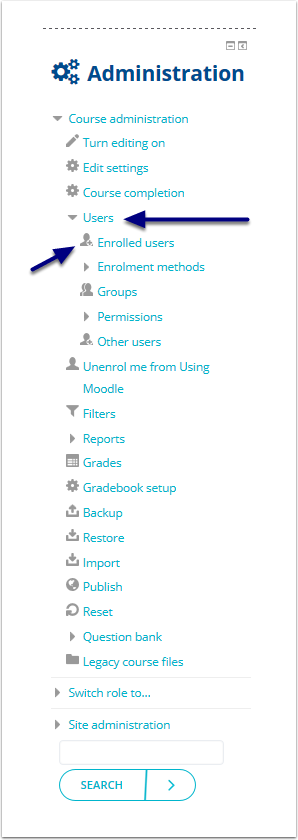 Administration
Course administration
Turn editing on
Edit settings
Course completion
Users
Enrolled users
Enrolment methods
Groups
Permissions
Other users
Unenrol me from Using
Moodle
Filters
Reports
Grades
Gradebook setup
Backup
Restore
Import
Publish
Reset
Question bank
Legacy course files
Switch role to...
Site administration
SEARCH